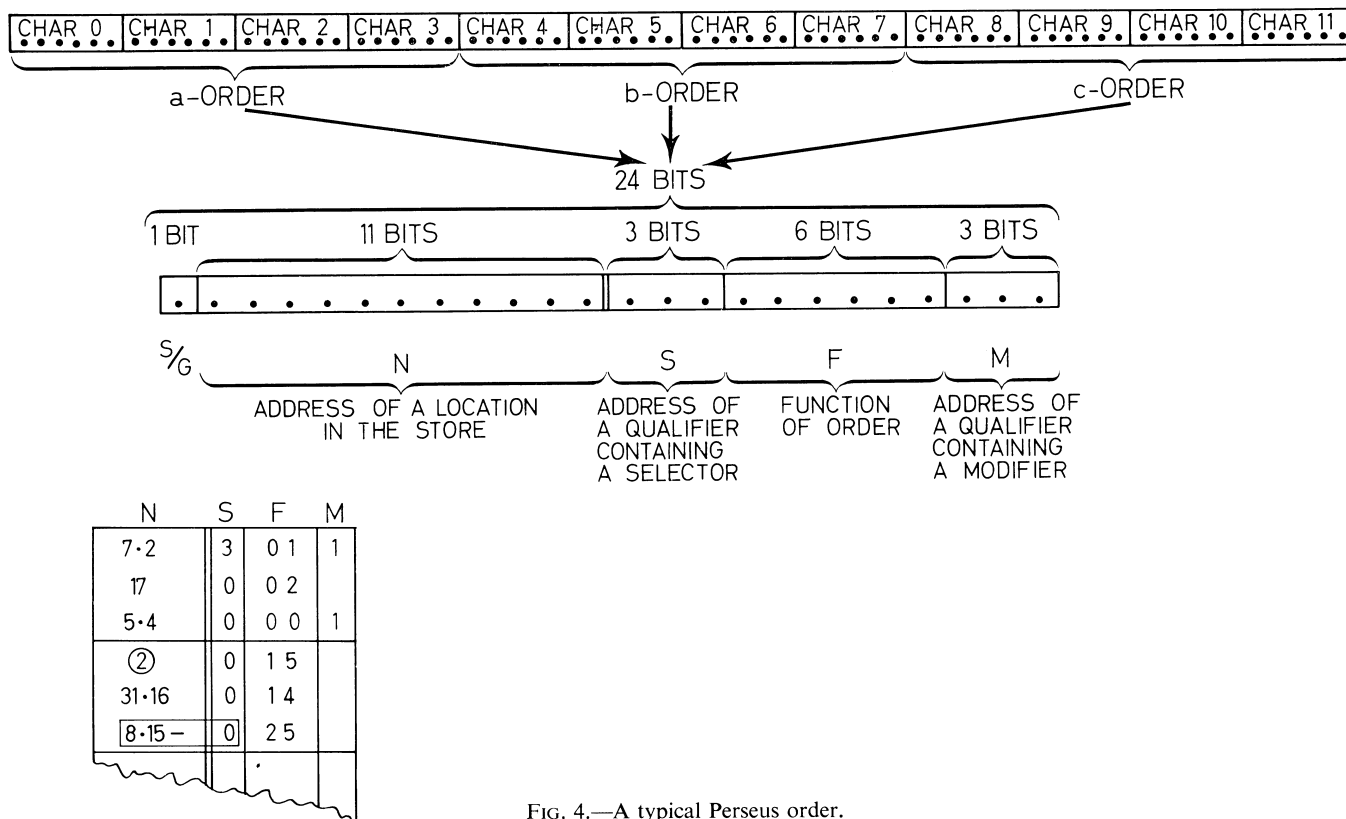 CHAR 0 CHAR 1 CHAR 2 CHAR 3 CHAR 4 CHAR 5 CHAR 6 CHAR 7 CHAR 8 CHAR 9 CHAR 10 CHAR 11
a-ORDER b-ORDER c-ORDER
24 BITS
1 BIT 11 BITS 3 BITS 6 BITS 3 BITS
S/G N S F M
ADDRESS OF A LOCATION
IN THE STORE
ADDRESS OF
A QUALIFIER
CONTAINING
A SELECTOR
FUNCTION
OF ORDER
ADDRESS OF
A QUALIFIER
CONTAINING
A MODIFIER
N S F M
7·2 3 01 1
17 0 02
5·4 0 00 1
② 0 15
31·16 0 14
8·15– 0 25
FIG. 4.—A typical Perseus order.